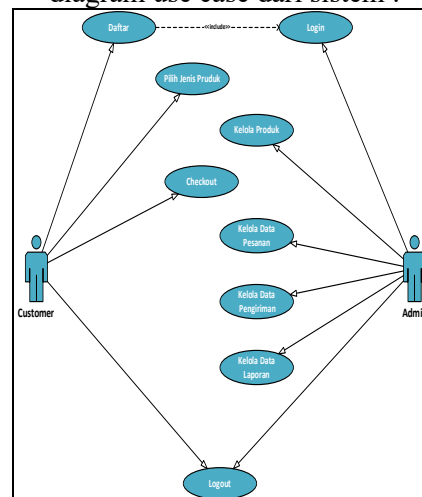 diagram use case dari sistem :
Daftar
<<include>>
Login
Pilih Jenis Pruduk
Kelola Produk
Checkout
Kelola Data
Pesanan
Kelola Data
Pengiriman
Kelola Data
Laporan
Customer
Admi
Logout